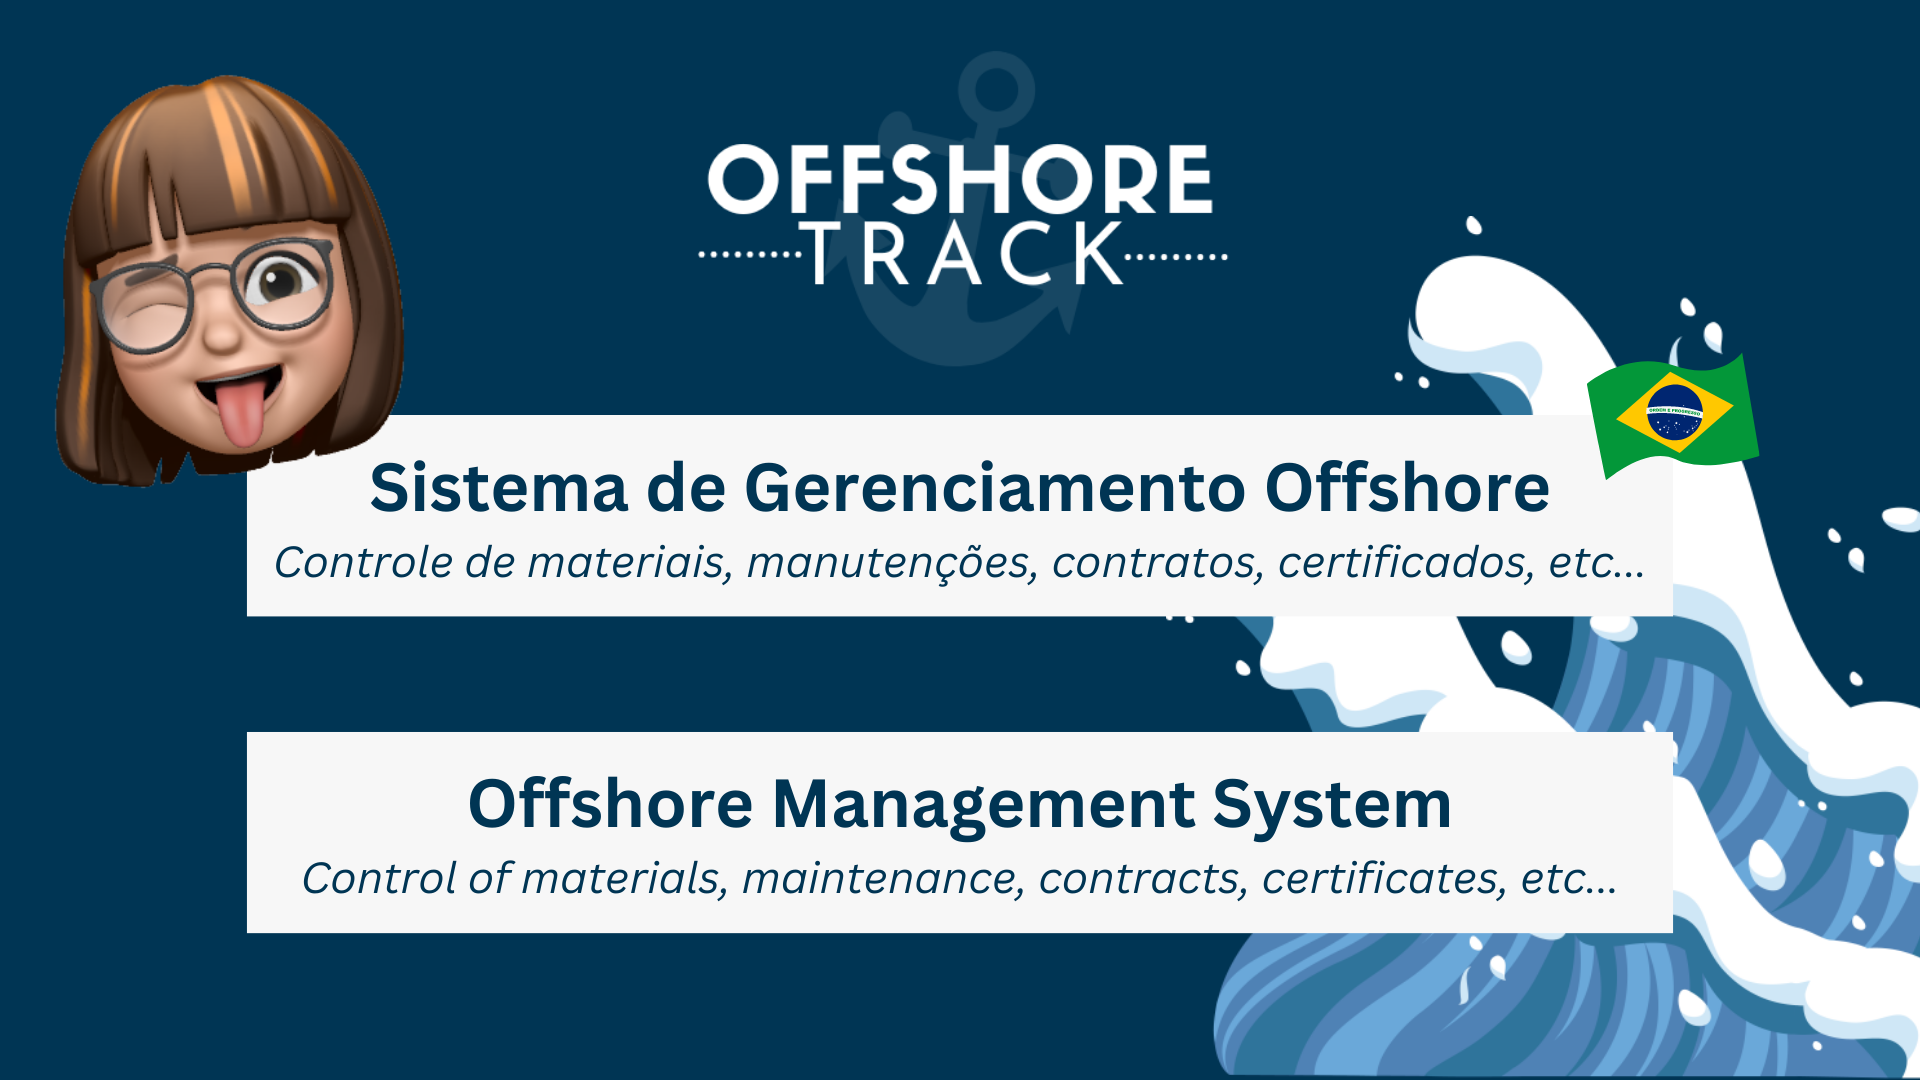 OFFSHORE
TRACK
Sistema de Gerenciamento Offshore
Controle de materiais, manutenções, contratos, certificados, etc...
Offshore Management System
Control of materials, maintenance, contracts, certificates, etc...